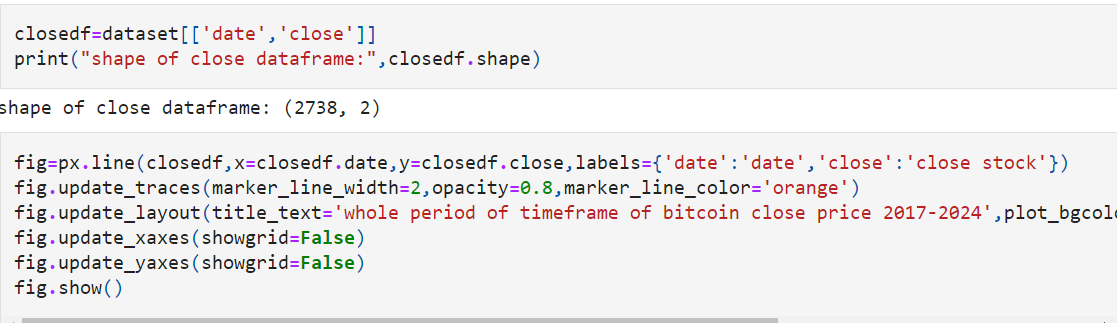 closedf=dataset[['date','close']]
print("shape of close dataframe:",closedf.shape)
shape of close dataframe: (2738, 2)
fig=px.line(closedf,x=closedf.date,y=closedf.close,labels={'date':'date','close':'close stock'})
fig.update_traces(marker_line_width=2,opacity=0.8,marker_line_color='orange')
fig.update_layout(title_text='whole period of timeframe of bitcoin close price 2017-2024',plot_bgcolo
fig.update_xaxes(showgrid=False)
fig.update_yaxes(showgrid=False)
fig.show()